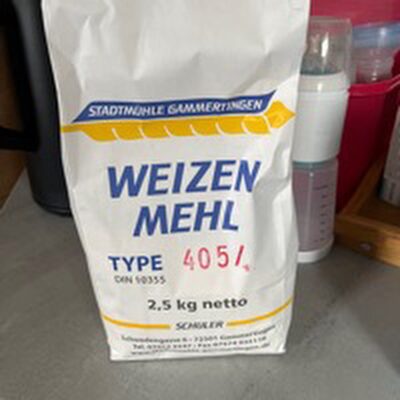 STADTMÜHLE GAMMERTINGEN
WEIZEN
MEHL
TYPE 405/
DIN 10355
2,5 kg netto
SCHULER